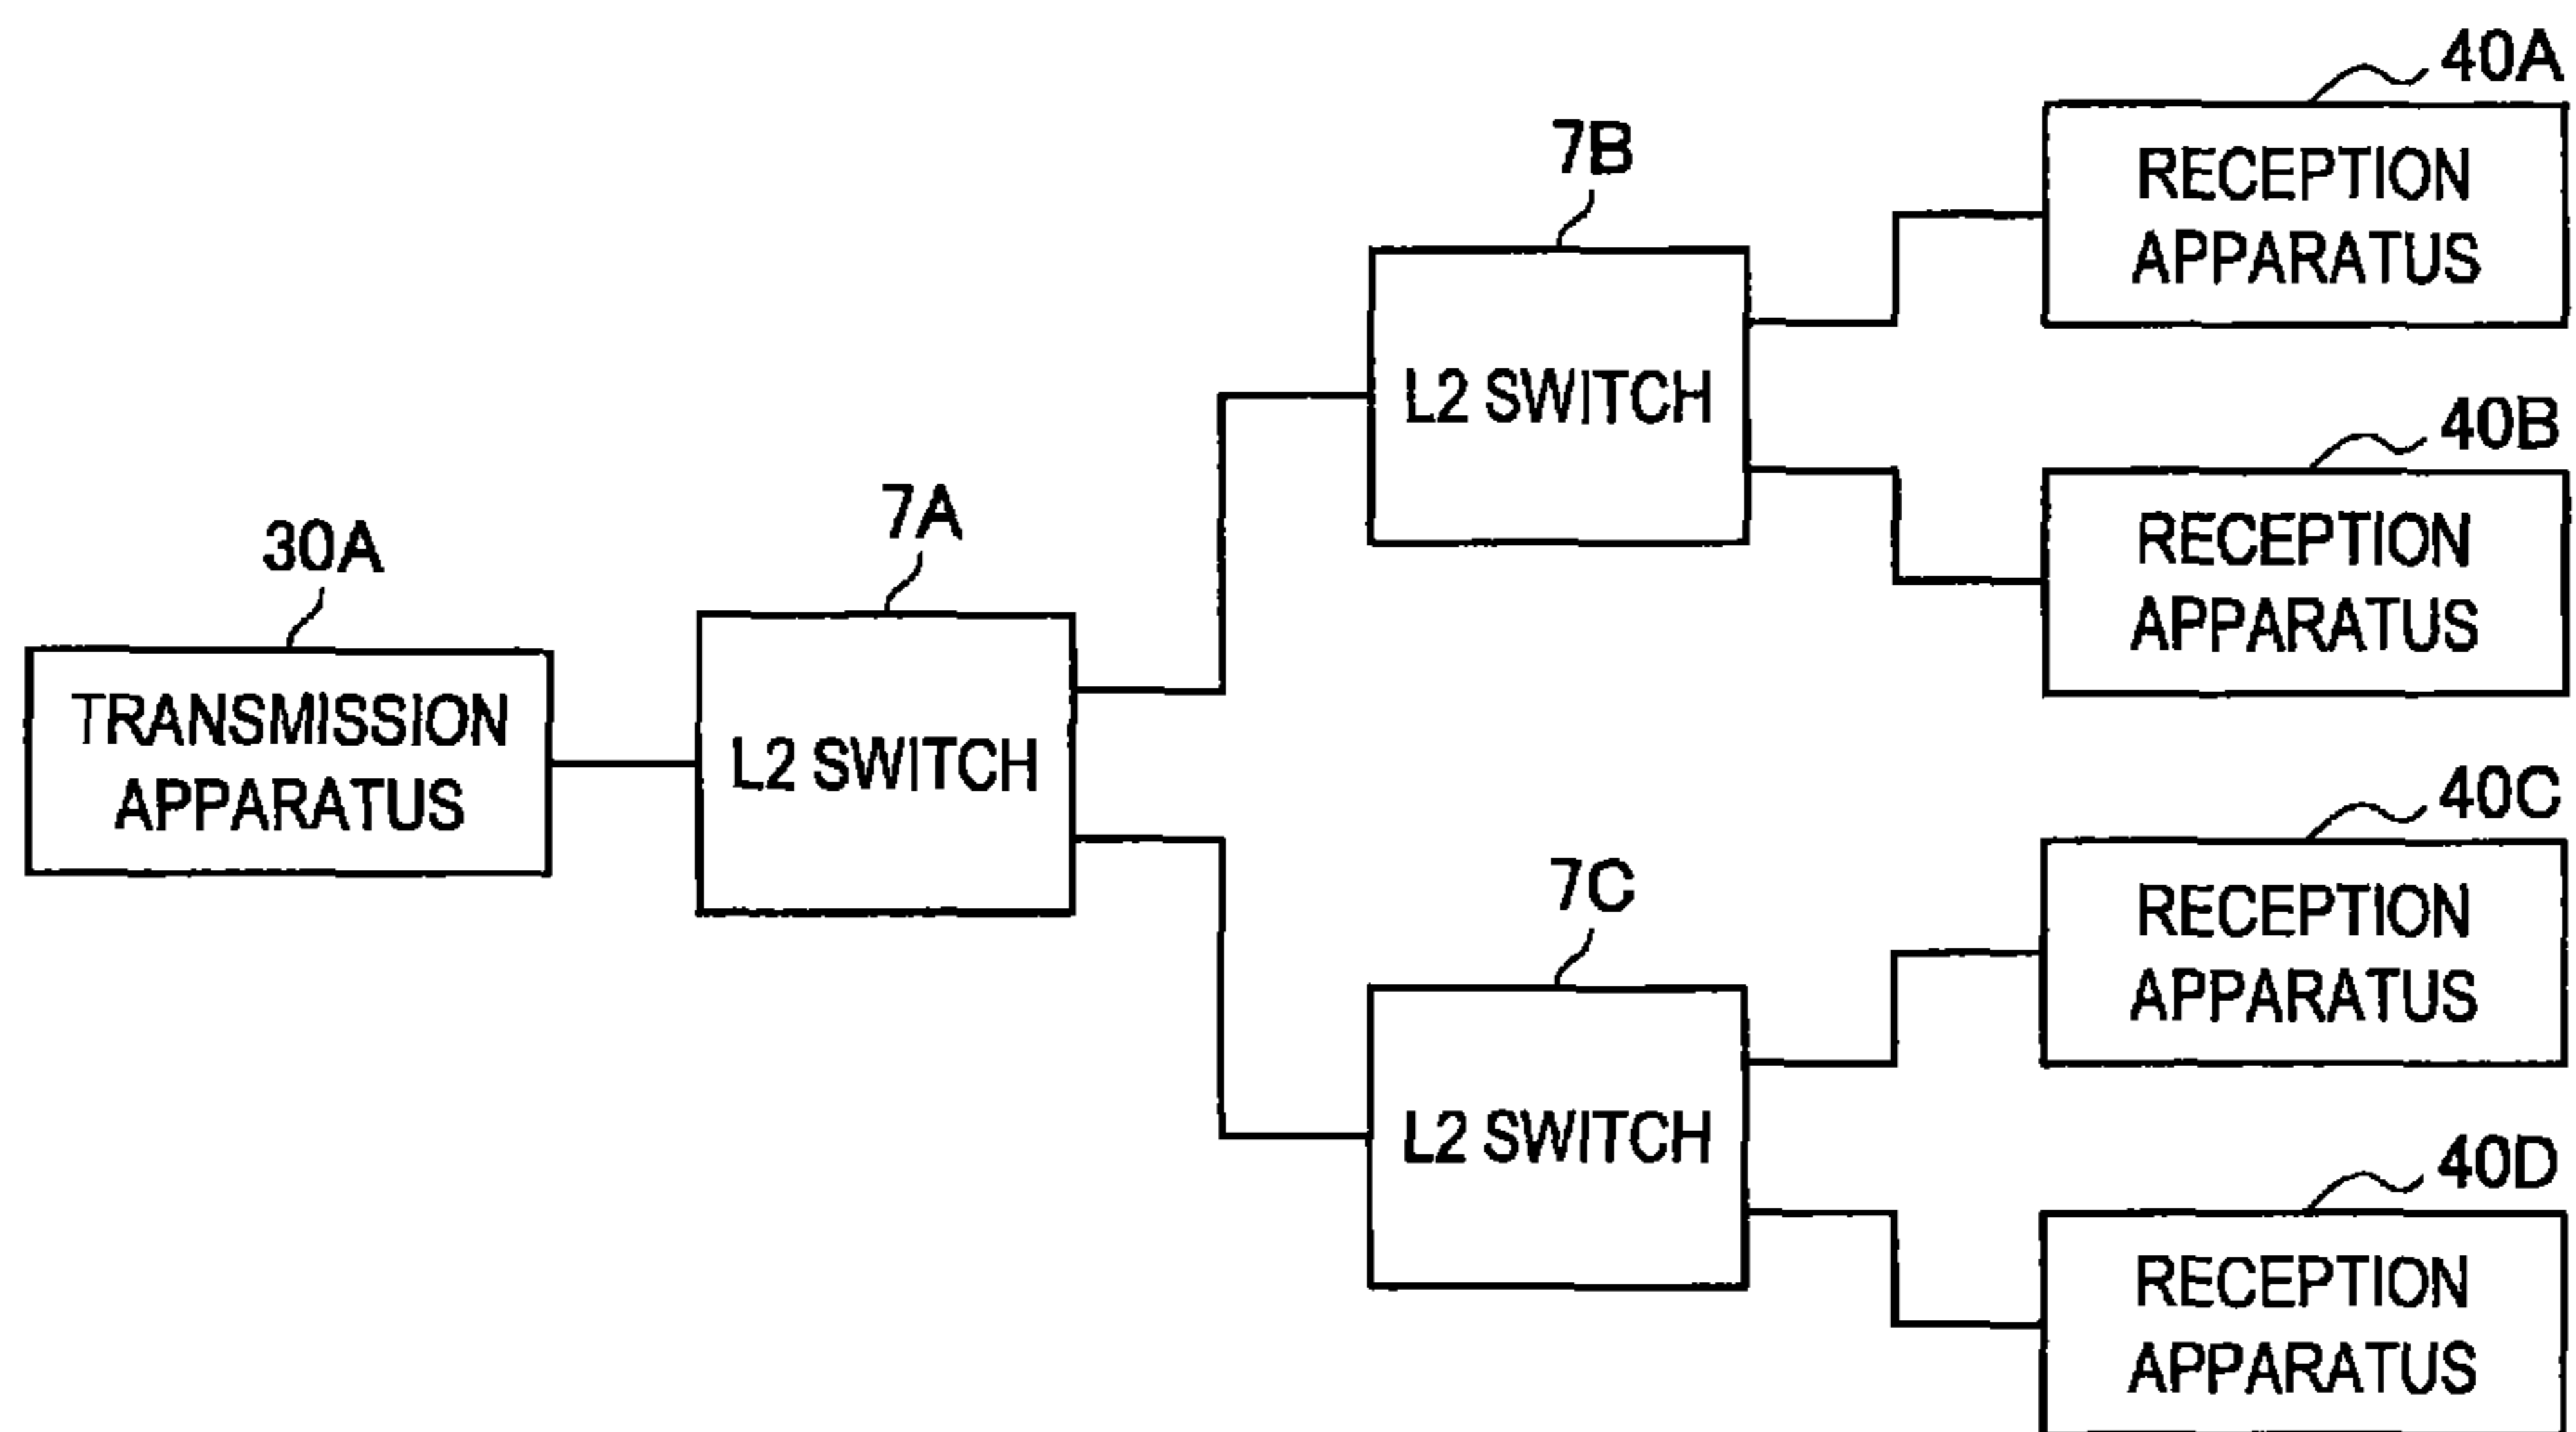 40A
RECEPTION
APPARATUS
7B
L2 SWITCH
40B
RECEPTION
APPARATUS
30A
TRANSMISSION
APPARATUS
7A
L2 SWITCH
40C
RECEPTION
APPARATUS
7C
L2 SWITCH
40D
RECEPTION
APPARATUS